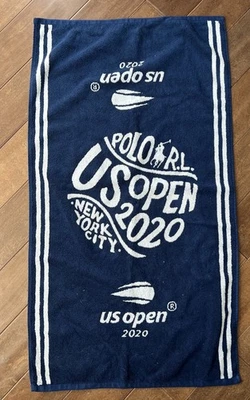 us open
®
2020
POLO R.L.
US OPEN
2020
NEW
YORK
CITY
us open
®
2020